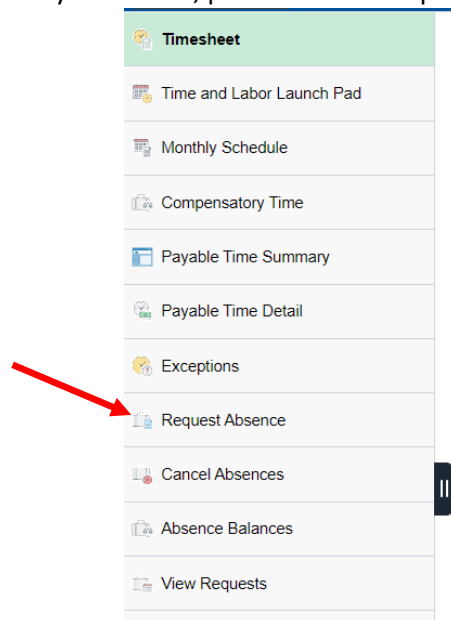 Timesheet
Time and Labor Launch Pad
Monthly Schedule
Compensatory Time
Payable Time Summary
Payable Time Detail
Exceptions
Request Absence
Cancel Absences
Absence Balances
View Requests